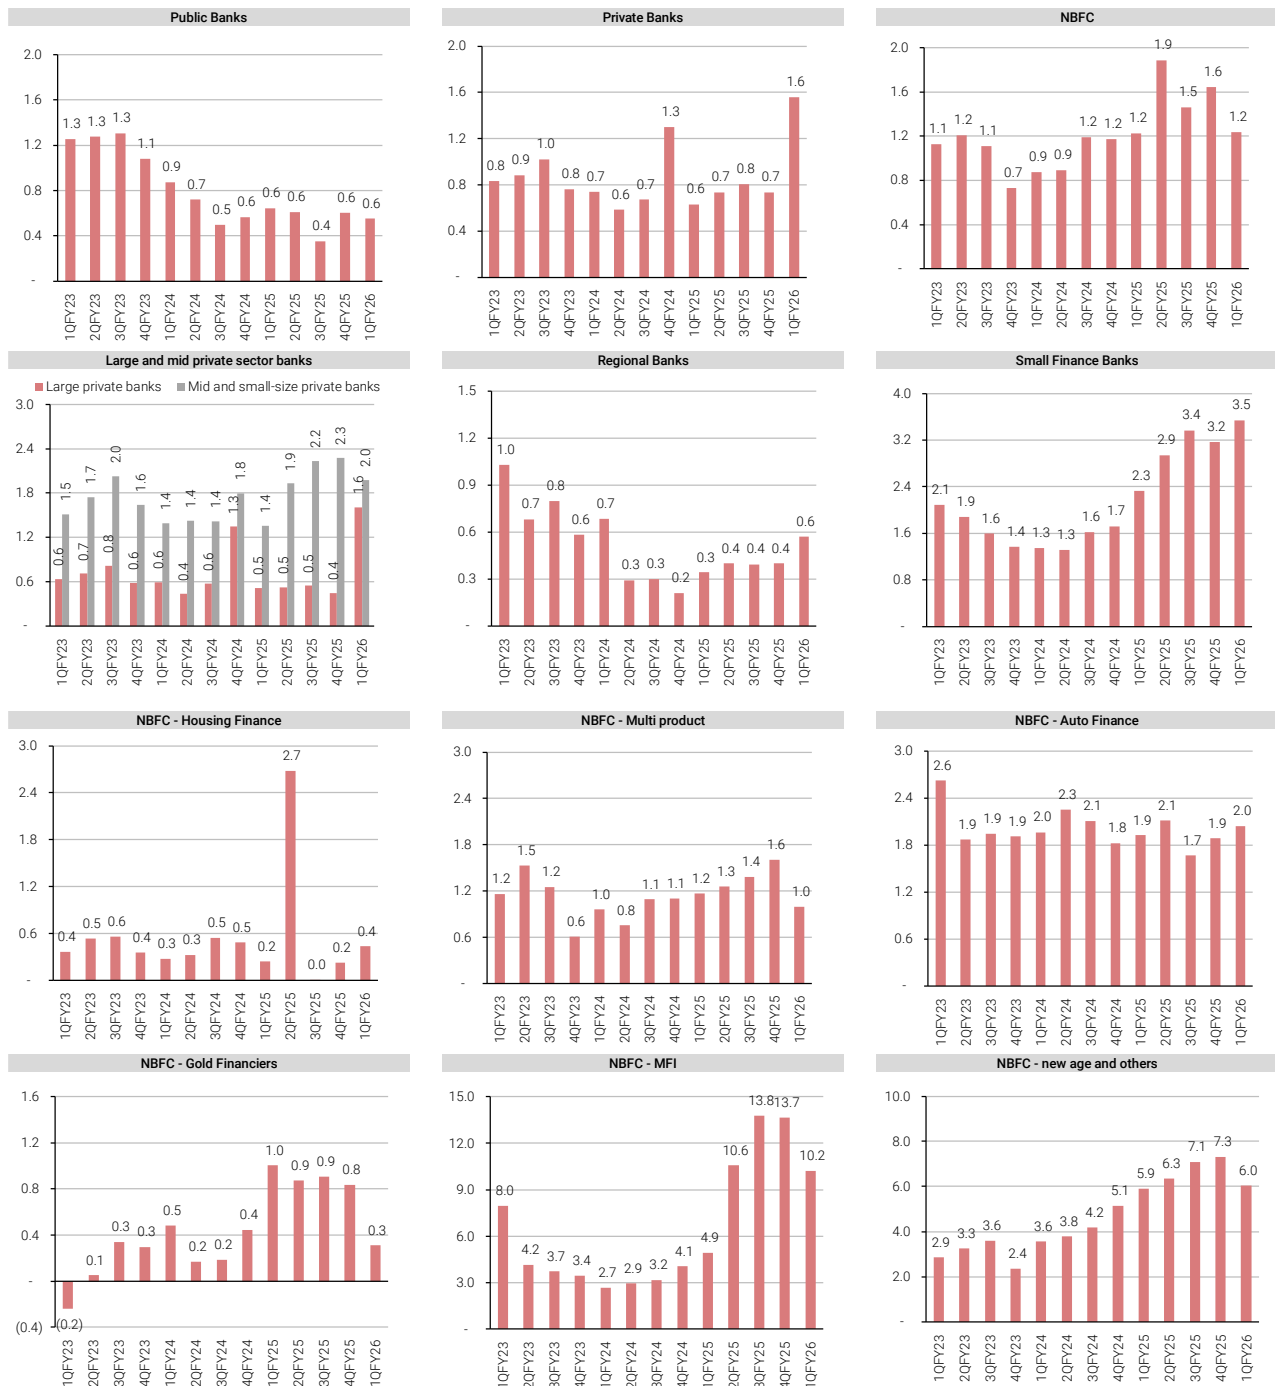 Public Banks
2.0
1.6
1.2
0.8
0.4
-
1.3 1.3 1.3 1.1 0.9 0.7 0.5 0.6 0.6 0.6 0.4 0.6 0.6
1QFY23 2QFY23 3QFY23 4QFY23 1QFY24 2QFY24 3QFY24 4QFY24 1QFY25 2QFY25 3QFY25 4QFY25 1QFY26
Private Banks
2.0
1.6
1.2
0.8
0.4
-
0.8 0.9 1.0 0.8 0.7 0.6 0.7 1.3 0.6 0.7 0.8 0.7 1.6
1QFY23 2QFY23 3QFY23 4QFY23 1QFY24 2QFY24 3QFY24 4QFY24 1QFY25 2QFY25 3QFY25 4QFY25 1QFY26
NBFC
2.0
1.6
1.2
0.8
0.4
-
1.1 1.2 1.1 0.7 0.9 0.9 1.2 1.2 1.2 1.9 1.5 1.6 1.2
1QFY23 2QFY23 3QFY23 4QFY23 1QFY24 2QFY24 3QFY24 4QFY24 1QFY25 2QFY25 3QFY25 4QFY25 1QFY26
Large and mid private sector banks
Large private banks Mid and small-size private banks
3.0
2.4
1.8
1.2
0.6
-
0.6 1.5 0.7 1.7 0.8 2.0 0.6 1.6 0.6 1.4 0.4 1.4 0.6 1.4 1.3 1.8 0.5 1.4 0.5 1.9 0.5 2.2 0.4 2.3 1.6 2.0
1QFY23 2QFY23 3QFY23 4QFY23 1QFY24 2QFY24 3QFY24 4QFY24 1QFY25 2QFY25 3QFY25 4QFY25 1QFY26
Regional Banks
1.5
1.2
0.9
0.6
0.3
-
1.0 0.7 0.8 0.6 0.7 0.3 0.3 0.2 0.3 0.4 0.4 0.4 0.6
1QFY23 2QFY23 3QFY23 4QFY23 1QFY24 2QFY24 3QFY24 4QFY24 1QFY25 2QFY25 3QFY25 4QFY25 1QFY26
Small Finance Banks
4.0
3.2
2.4
1.6
0.8
-
2.1 1.9 1.6 1.4 1.3 1.3 1.6 1.7 2.3 2.9 3.4 3.2 3.5
1QFY23 2QFY23 3QFY23 4QFY23 1QFY24 2QFY24 3QFY24 4QFY24 1QFY25 2QFY25 3QFY25 4QFY25 1QFY26
NBFC - Housing Finance
3.0
2.4
1.8
1.2
0.6
-
0.4 0.5 0.6 0.4 0.3 0.3 0.5 0.5 0.2 2.7 0.0 0.2 0.4
1QFY23 2QFY23 3QFY23 4QFY23 1QFY24 2QFY24 3QFY24 4QFY24 1QFY25 2QFY25 3QFY25 4QFY25 1QFY26
NBFC - Multi product
3.0
2.4
1.8
1.2
0.6
-
1.2 1.5 1.2 0.6 1.0 0.8 1.1 1.1 1.2 1.3 1.4 1.6 1.0
1QFY23 2QFY23 3QFY23 4QFY23 1QFY24 2QFY24 3QFY24 4QFY24 1QFY25 2QFY25 3QFY25 4QFY25 1QFY26
NBFC - Auto Finance
3.0
2.4
1.8
1.2
0.6
-
2.6 1.9 1.9 1.9 2.0 2.3 2.1 1.8 1.9 2.1 1.7 1.9 2.0
1QFY23 2QFY23 3QFY23 4QFY23 1QFY24 2QFY24 3QFY24 4QFY24 1QFY25 2QFY25 3QFY25 4QFY25 1QFY26
NBFC - Gold Financiers
1.6
1.2
0.8
0.4
-
(0.4)
(0.2) 0.1 0.3 0.3 0.5 0.2 0.2 0.4 1.0 0.9 0.9 0.8 0.3
1QFY23 2QFY23 3QFY23 4QFY23 1QFY24 2QFY24 3QFY24 4QFY24 1QFY25 2QFY25 3QFY25 4QFY25 1QFY26
NBFC - MFI
15.0
12.0
9.0
6.0
3.0
-
8.0 4.2 3.7 3.4 2.7 2.9 3.2 4.1 4.9 10.6 13.8 13.7 10.2
1QFY23 2QFY23 3QFY23 4QFY23 1QFY24 2QFY24 3QFY24 4QFY24 1QFY25 2QFY25 3QFY25 4QFY25 1QFY26
NBFC - new age and others
10.0
8.0
6.0
4.0
2.0
-
2.9 3.3 3.6 2.4 3.6 3.8 4.2 5.1 5.9 6.3 7.1 7.3 6.0
1QFY23 2QFY23 3QFY23 4QFY23 1QFY24 2QFY24 3QFY24 4QFY24 1QFY25 2QFY25 3QFY25 4QFY25 1QFY26